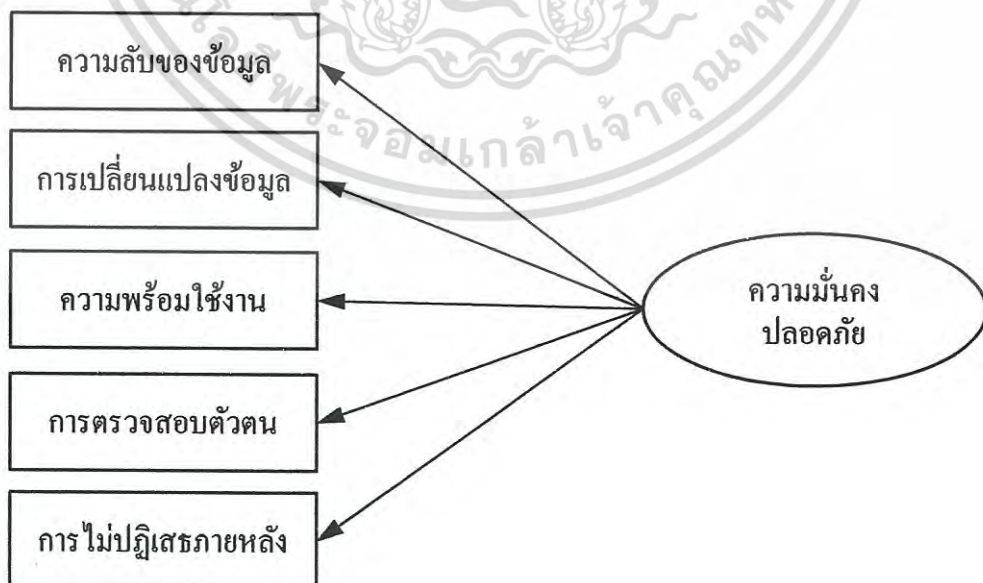 ความลับของข้อมูล
การเปลี่ยนแปลงข้อมูล
ความพร้อมใช้งาน
การตรวจสอบตัวตน
การไม่ปฏิเสธภายหลัง
ความมั่นคง
ปลอดภัย
พระจอมเกล้าเจ้าคุณทห